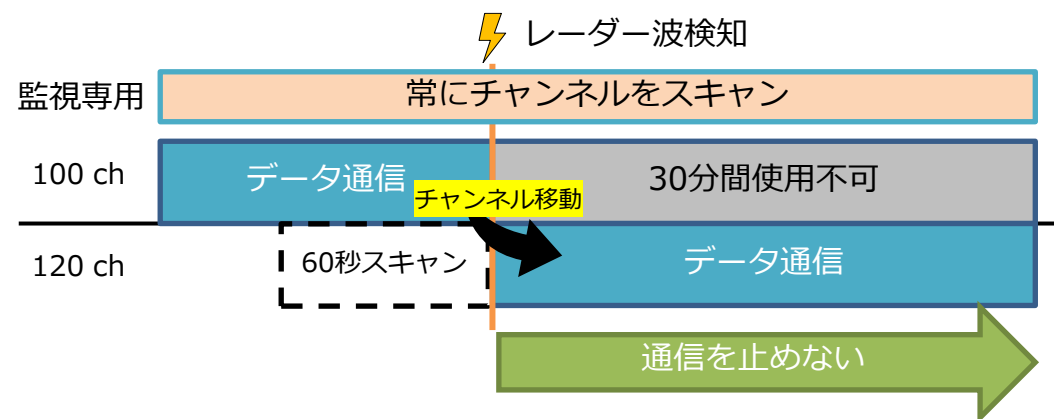 レーダー波検知
監視専用
常にチャンネルをスキャン
100 ch
データ通信
30分間使用不可
チャンネル移動
120 ch
60秒スキャン
データ通信
通信を止めない